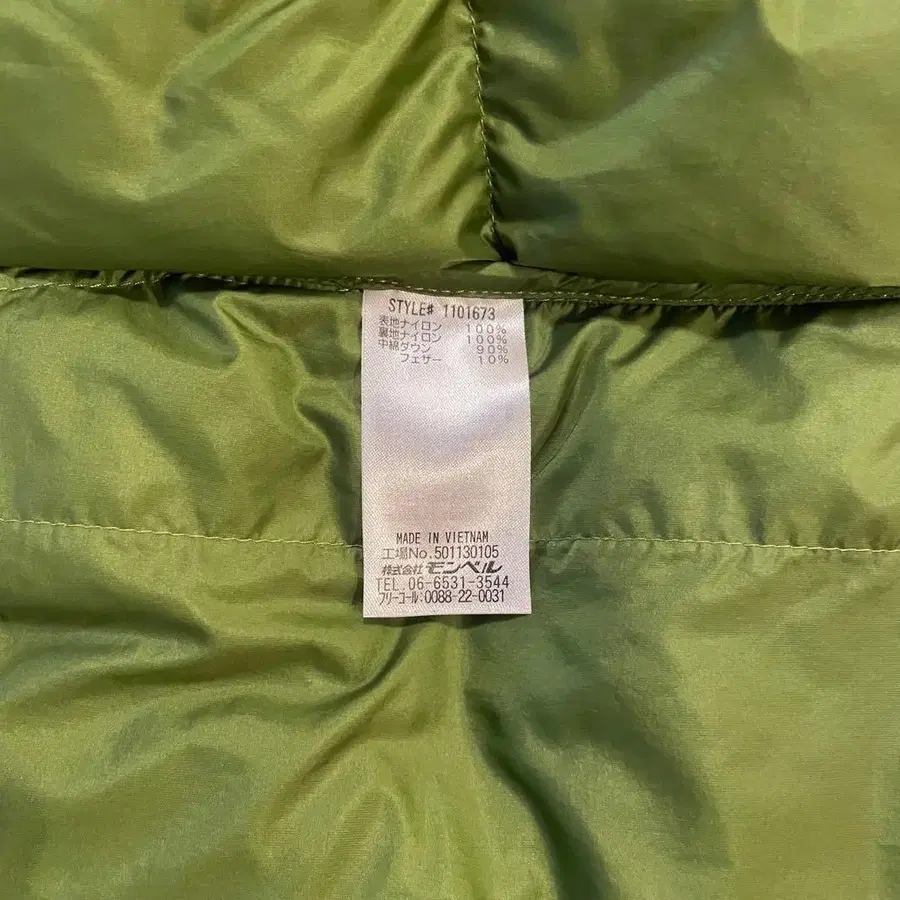 STYLE# 1101673
表地ナイロン 100%
裏地ナイロン 100%
中綿ダウン 90%
フェザー 10%
MADE IN VIETNAM
工場No.501130105
株式会社 モンベル
TEL.06-6531-3544
フリーコール:0088-22-0031